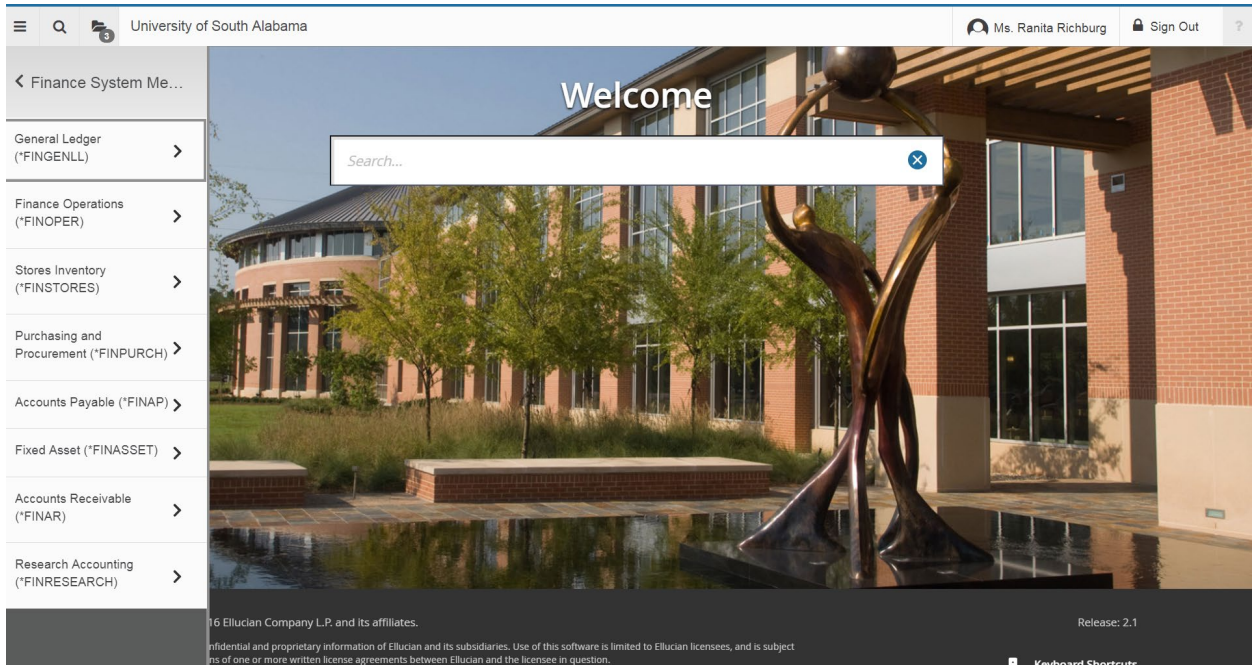 3
University of South Alabama
Ms. Ranita Richburg
Sign Out
?
Finance System Me...
Welcome
Search...
General Ledger
(*FINGENLL)
Finance Operations
(*FINOPER)
Stores Inventory
(*FINSTORES)
Purchasing and
Procurement (*FINPURCH)
Accounts Payable (*FINAP)
Fixed Asset (*FINASSET)
Accounts Receivable
(*FINAR)
Research Accounting
(*FINRESEARCH)
16 Ellucian Company L.P. and its affiliates.
Release: 2.1
nfidential and proprietary information of Ellucian and its subsidiaries. Use of this software is limited to Ellucian licensees, and is subject
ns of one or more written license agreements between Ellucian and the licensee in question.
Keyboard Shortcuts